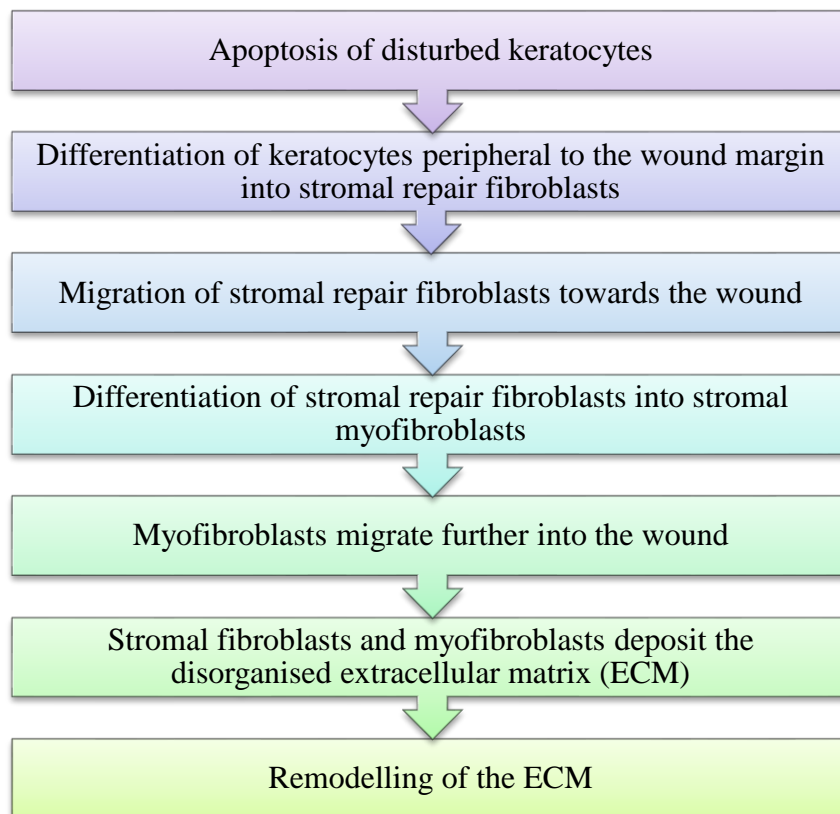 Apoptosis of disturbed keratocytes
Differentiation of keratocytes peripheral to the wound margin
into stromal repair fibroblasts
Migration of stromal repair fibroblasts towards the wound
Differentiation of stromal repair fibroblasts into stromal
myofibroblasts
Myofibroblasts migrate further into the wound
Stromal fibroblasts and myofibroblasts deposit the
disorganised extracellular matrix (ECM)
Remodelling of the ECM